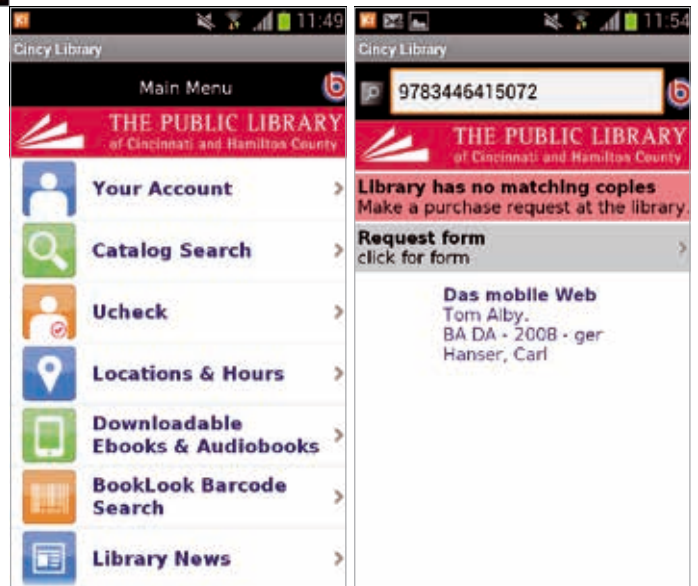 11:49
Cincy Library
Main Menu
THE PUBLIC LIBRARY
of Cincinnati and Hamilton County
Your Account
Catalog Search
Ucheck
Locations & Hours
Downloadable
Ebooks & Audiobooks
BookLook Barcode
Search
Library News
11:54
Cincy Library
9783446415072
THE PUBLIC LIBRARY
of Cincinnati and Hamilton County
Library has no matching copies
Make a purchase request at the library.
Request form
click for form
Das mobile Web
Tom Alby.
BA DA - 2008 - ger
Hanser, Carl